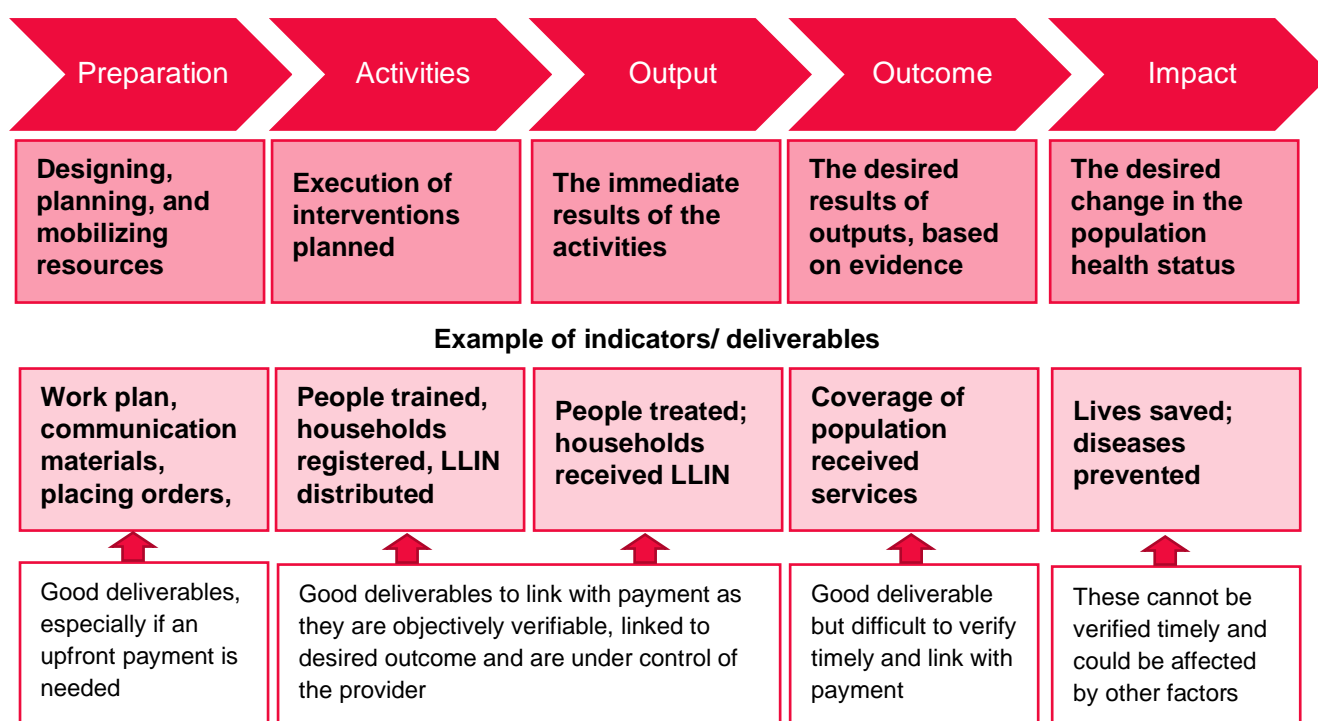 Preparation
Activities
Output
Outcome
Impact
Designing,
planning, and
mobilizing
resources
Execution of
interventions
planned
The immediate
results of the
activities
The desired
results of
outputs, based
on evidence
The desired
change in the
population
health status
Example of indicators/ deliverables
Work plan,
communication
materials,
placing orders,
People trained,
households
registered, LLIN
distributed
People treated;
households
received LLIN
Coverage of
population
received
services
Lives saved;
diseases
prevented
Good deliverables,
especially if an
upfront payment is
needed
Good deliverables to link with payment as
they are objectively verifiable, linked to
desired outcome and are under control of
the provider
Good deliverable
but difficult to verify
timely and link with
payment
These cannot be
verified timely and
could be affected
by other factors